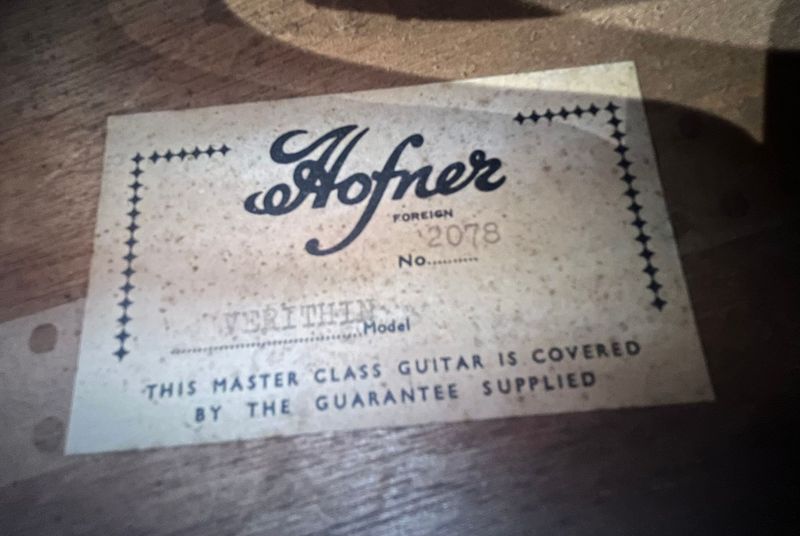 Hofner
FOREIGN
2078
No..........
VERITHIN Model
THIS MASTER CLASS GUITAR IS COVERED
BY THE GUARANTEE SUPPLIED